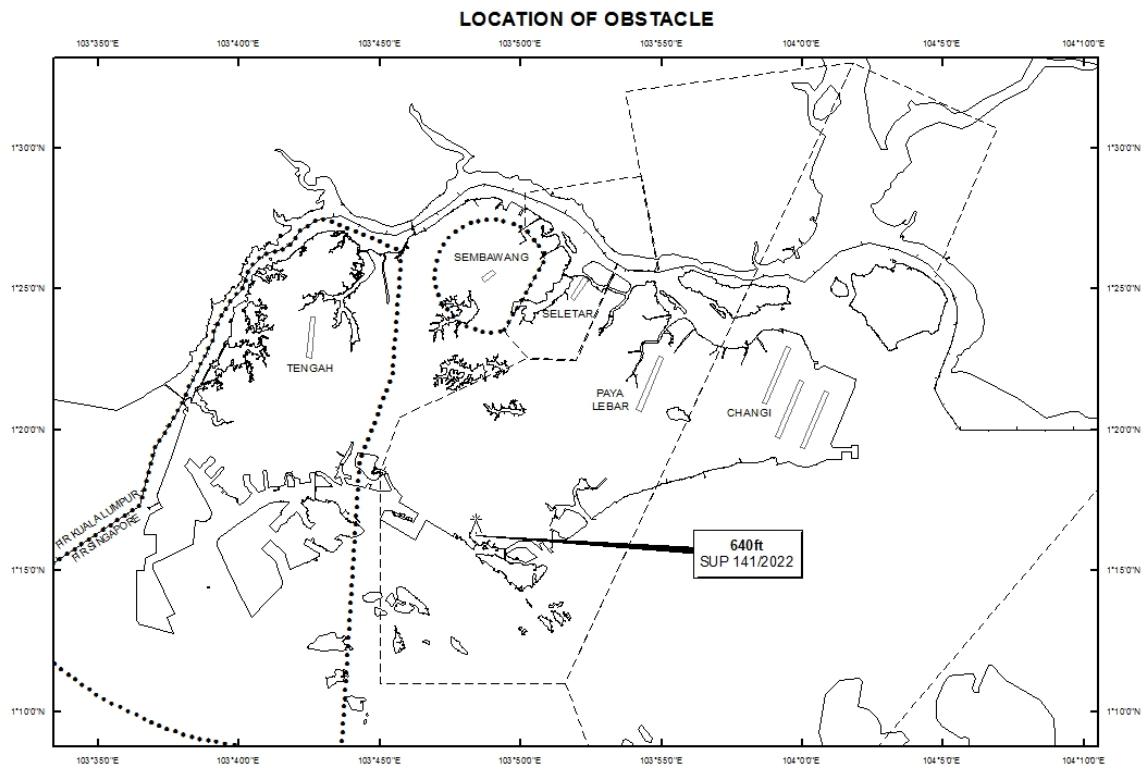 LOCATION OF OBSTACLE
103°35'0"E 103°40'0"E 103°45'0"E 103°50'0"E 103°55'0"E 104°0'0"E 104°5'0"E 104°10'0"E
1°30'0"N 1°30'0"N
SEMBAWANG
1°25'0"N 1°25'0"N
SELETAR
TENGAH
PAYA
LEBAR
CHANGI
1°20'0"N 1°20'0"N
FIR KUALA LUMPUR
FIR SINGAPORE
640ft
SUP 141/2022
1°15'0"N 1°15'0"N
1°10'0"N 1°10'0"N
103°35'0"E 103°40'0"E 103°45'0"E 103°50'0"E 103°55'0"E 104°0'0"E 104°5'0"E 104°10'0"E